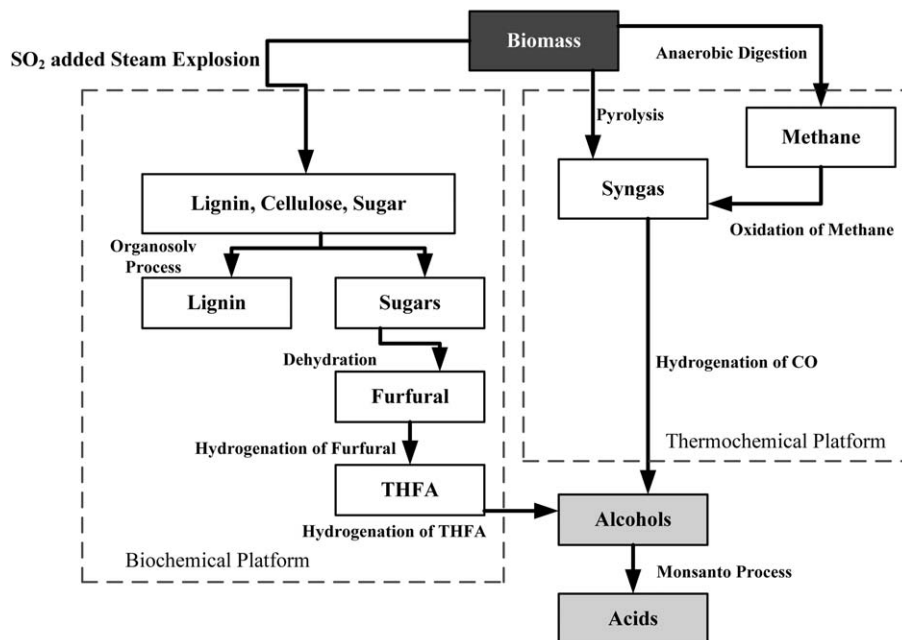 Biomass
SO₂ added Steam Explosion
Anaerobic Digestion
Pyrolysis
Methane
Syngas
Lignin, Cellulose, Sugar
Oxidation of Methane
Organosolv
Process
Lignin
Sugars
Dehydration
Hydrogenation of CO
Furfural
Hydrogenation of Furfural
Thermochemical Platform
THFA
Alcohols
Hydrogenation of THFA
Biochemical Platform
Monsanto Process
Acids